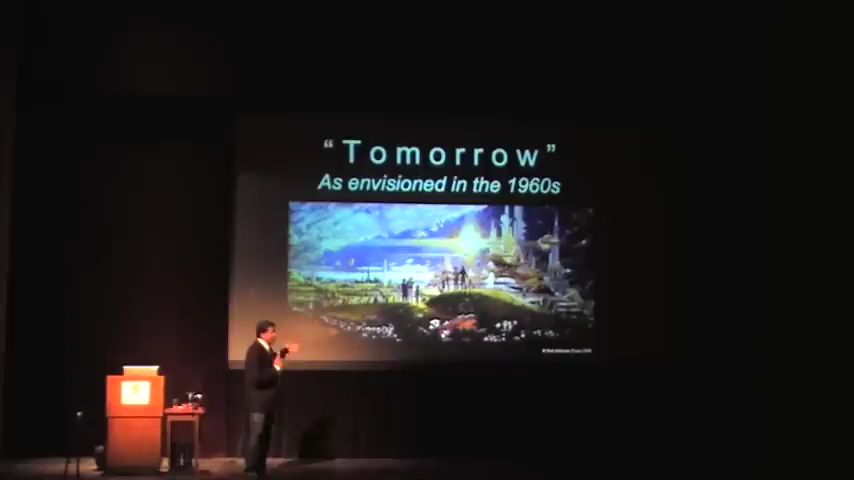 “Tomorrow”
As envisioned in the 1960s